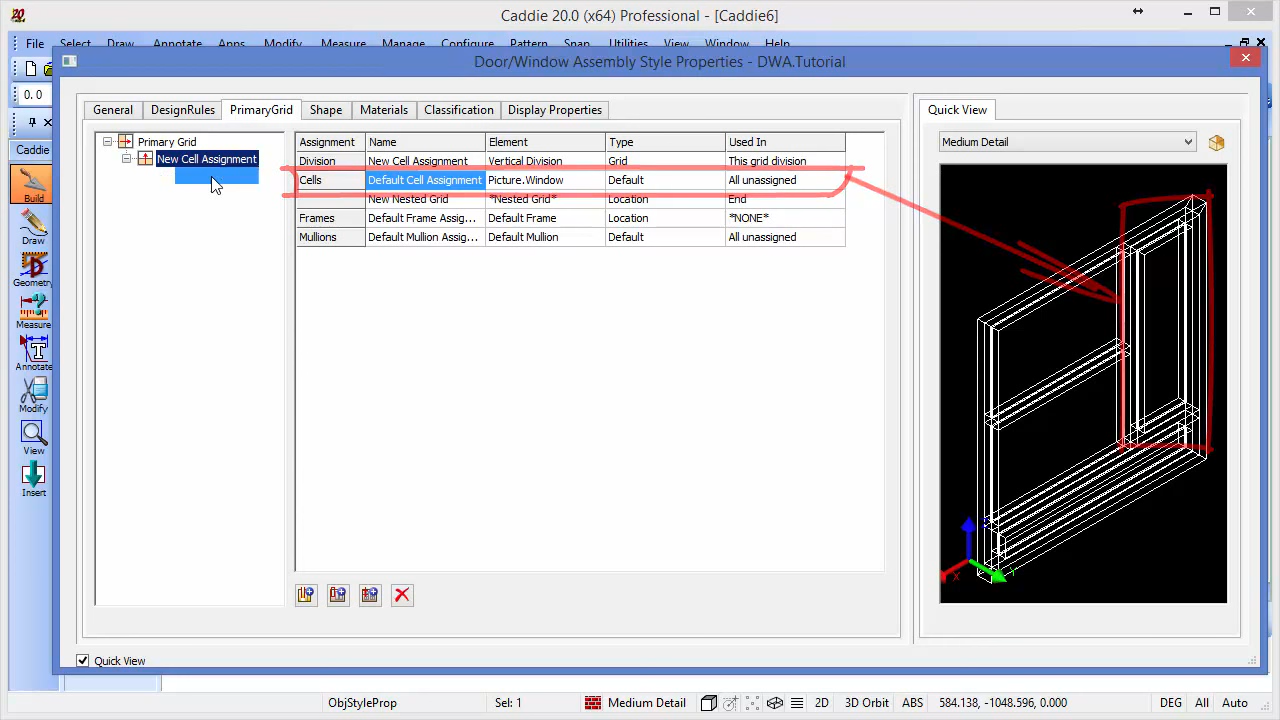 20
Caddie 20.0 (x64) Professional - [Caddie6]
File Select Draw Annotate Apps Modify Measure Manage Configure Pattern Snap Utilities View Window Help
Door/Window Assembly Style Properties - DWA.Tutorial
0. 0
General DesignRules PrimaryGrid Shape Materials Classification Display Properties
Quick View
Caddie
Build
Draw
Geometry
Measure
Annotate
Modify
View
Insert
Primary Grid
New Cell Assignment
Assignment Name Element Type Used In
Division New Cell Assignment Vertical Division Grid This grid division
Cells Default Cell Assignment Picture.Window Default All unassigned
New Nested Grid *Nested Grid* Location End
Frames Default Frame Assig... Default Frame Location *NONE*
Mullions Default Mullion Assig... Default Mullion Default All unassigned
Medium Detail
Z
X
Y
Quick View
ObjStyleProp Sel: 1 Medium Detail 2D 3D Orbit ABS 584.138, -1048.536, 0.000 DEG All Auto